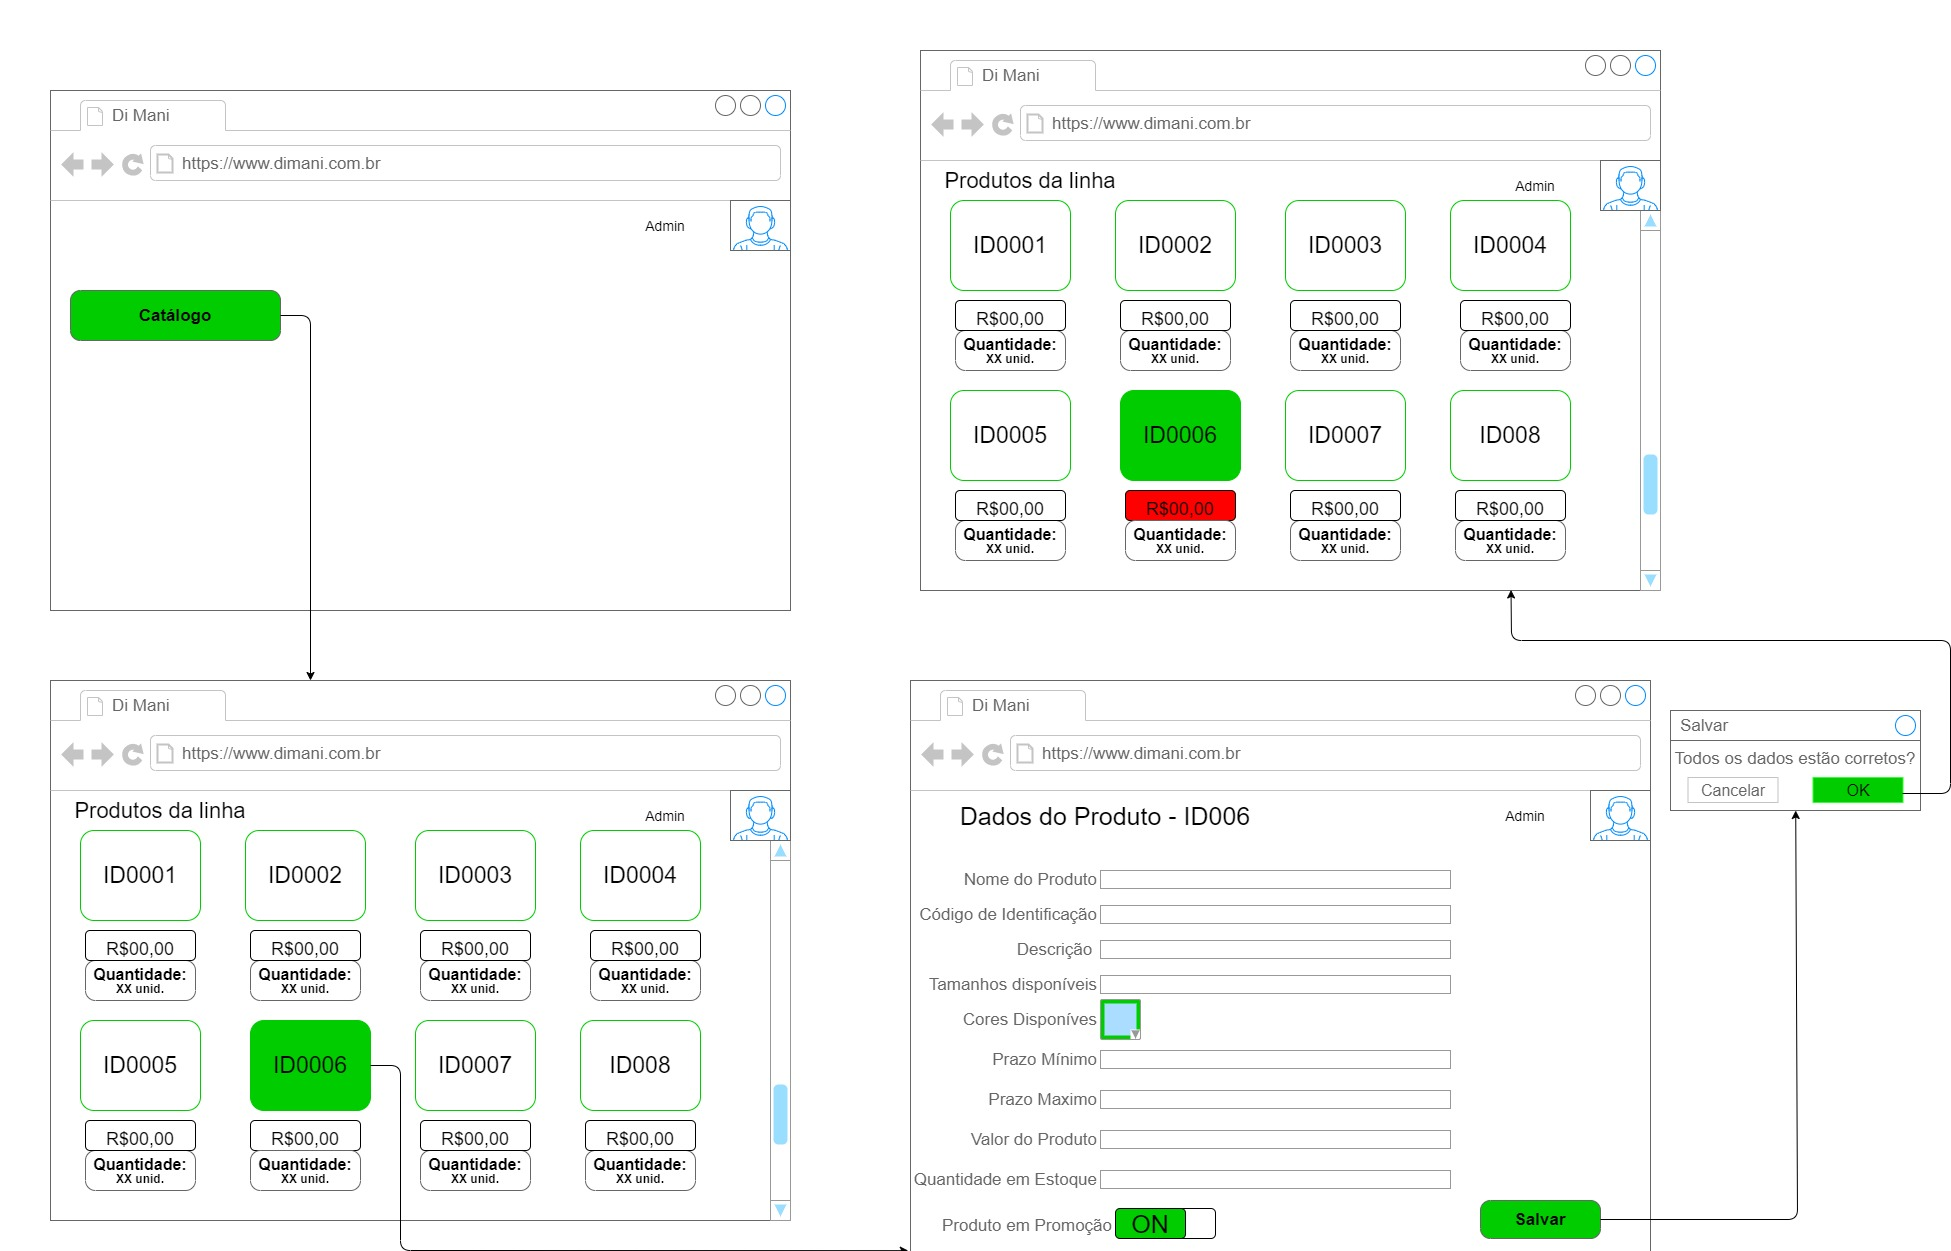 Di Mani
https://www.dimani.com.br
Admin
Catálogo
Di Mani
https://www.dimani.com.br
Produtos da linha
Admin
ID0001 ID0002 ID0003 ID0004
R$00,00 R$00,00 R$00,00 R$00,00
Quantidade: Quantidade: Quantidade: Quantidade:
XX unid. XX unid. XX unid. XX unid.
ID0005 ID0006 ID0007 ID008
R$00,00 R$00,00 R$00,00 R$00,00
Quantidade: Quantidade: Quantidade: Quantidade:
XX unid. XX unid. XX unid. XX unid.
Di Mani
https://www.dimani.com.br
Dados do Produto - ID006
Admin
Nome do Produto
Código de Identificação
Descrição
Tamanhos disponíveis
Cores Disponíves
Prazo Mínimo
Prazo Maximo
Valor do Produto
Quantidade em Estoque
Produto em Promoção ON
Salvar
Salvar
Todos os dados estão corretos?
Cancelar OK
Di Mani
https://www.dimani.com.br
Produtos da linha
Admin
ID0001 ID0002 ID0003 ID0004
R$00,00 R$00,00 R$00,00 R$00,00
Quantidade: Quantidade: Quantidade: Quantidade:
XX unid. XX unid. XX unid. XX unid.
ID0005 ID0006 ID0007 ID008
R$00,00 R$00,00 R$00,00 R$00,00
Quantidade: Quantidade: Quantidade: Quantidade:
XX unid. XX unid. XX unid. XX unid.